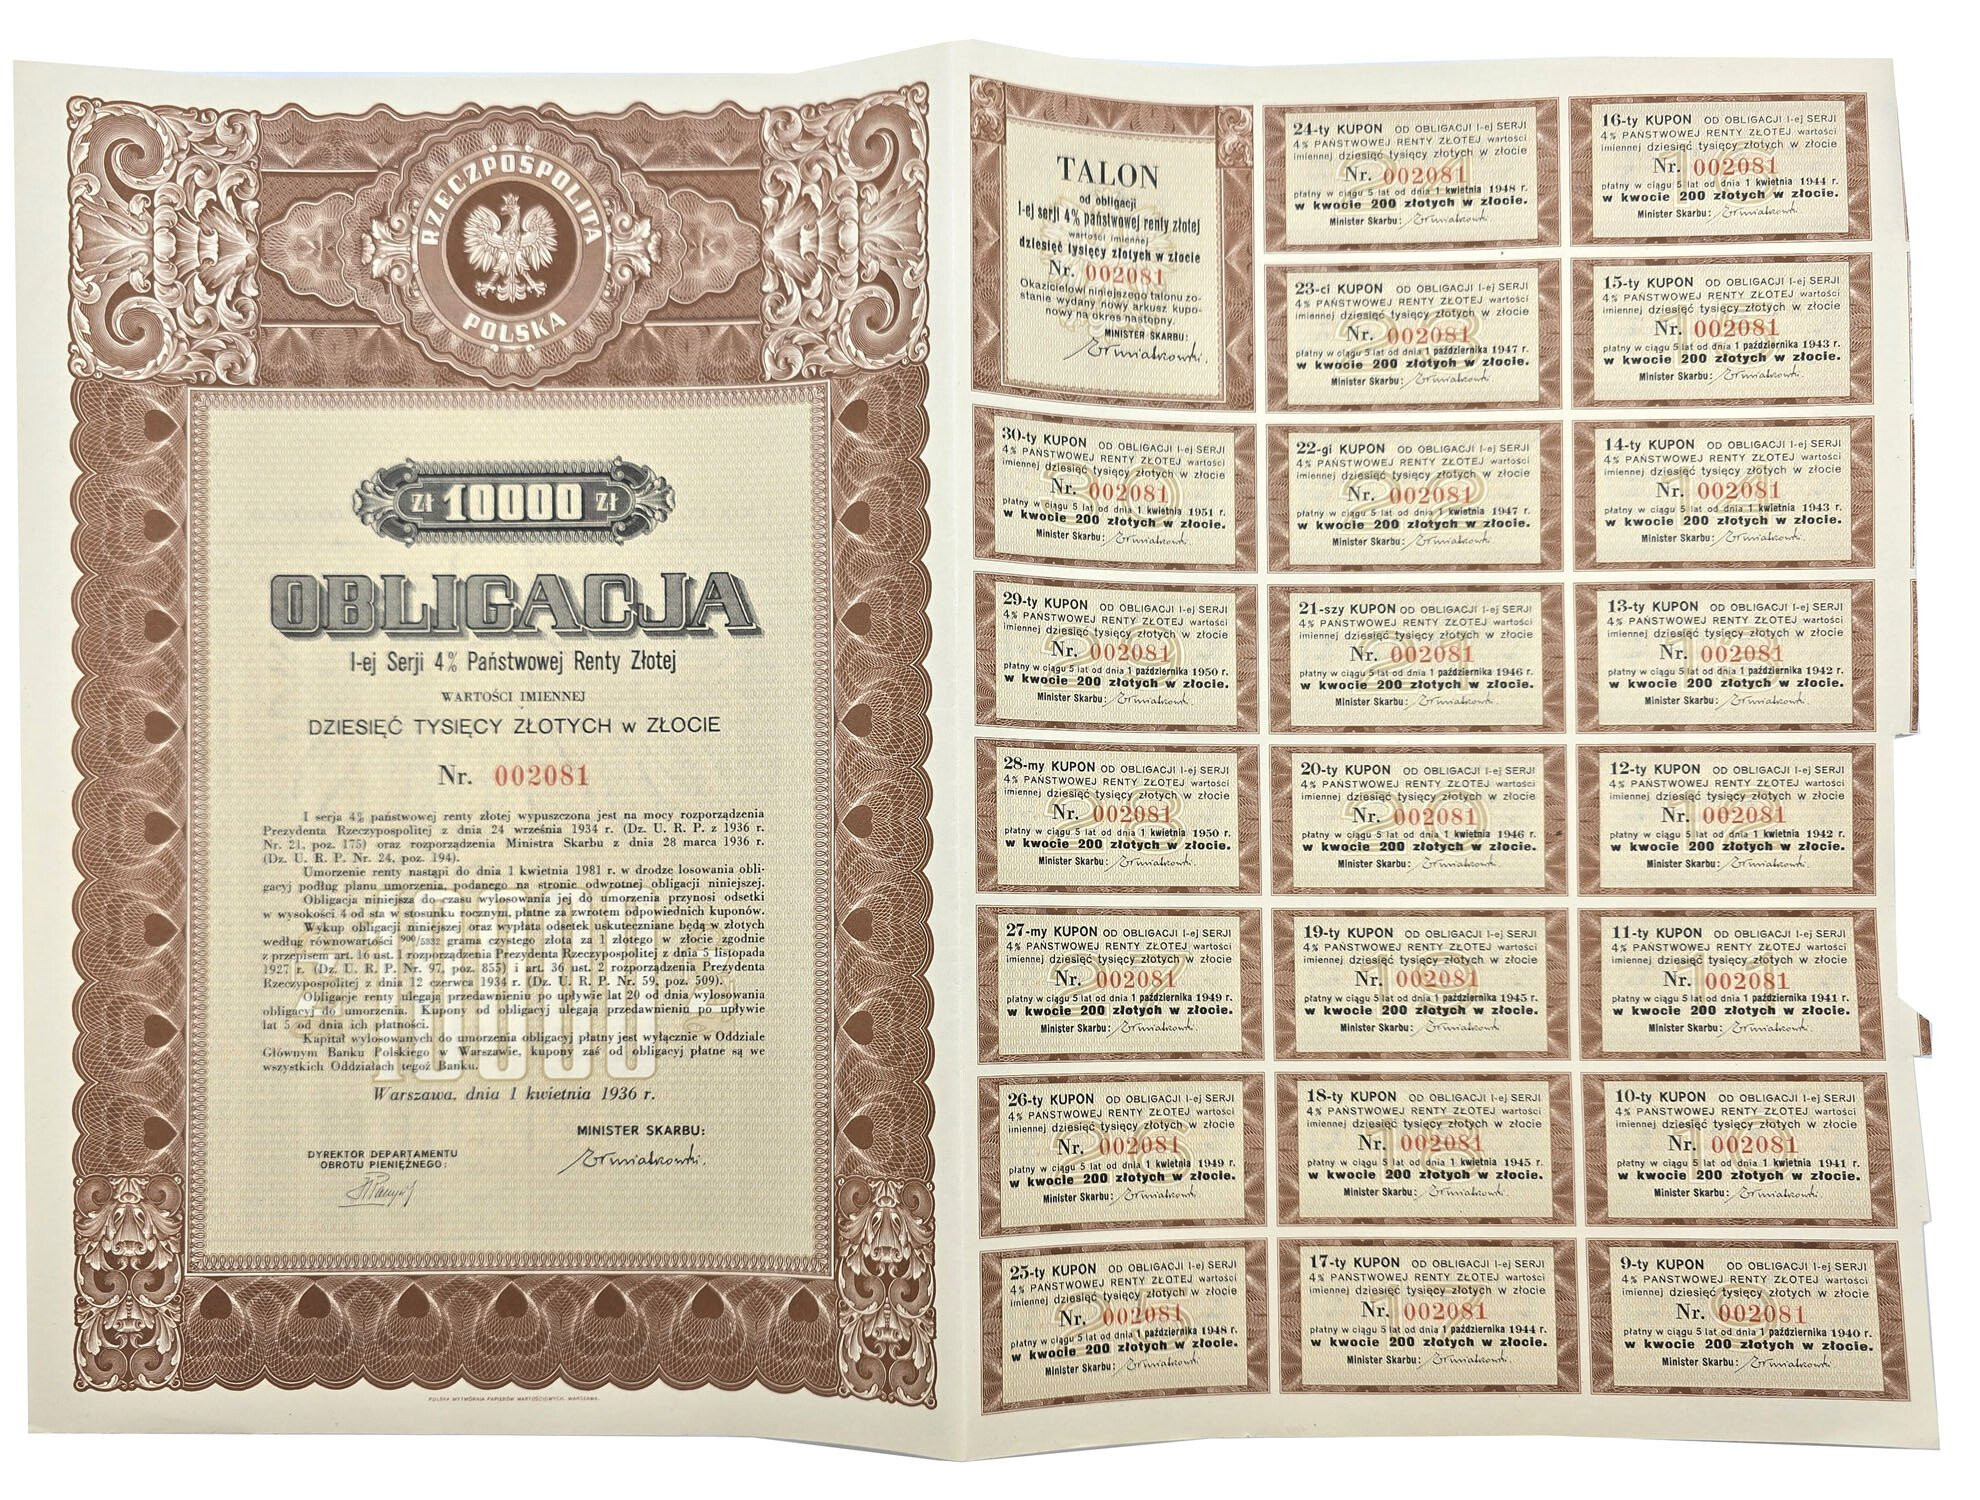 RZECZPOSPOLITA
POLSKA
Zł 10000 Zł
OBLIGACJA
I-ej Serji 4% Państwowej Renty Złotej
WARTOŚCI IMIENNEJ
DZIESIĘĆ TYSIĘCY ZŁOTYCH w ZŁOCIE
Nr. 002081
I serja 4% państwowej renty złotej wypuszczona jest na mocy rozporządzenia
Prezydenta Rzeczypospolitej z dnia 24 września 1934 r. (Dz. U. R. P. z 1936 r.
Nr. 21, poz. 175) oraz rozporządzenia Ministra Skarbu z dnia 28 marca 1936 r.
(Dz. U. R. P. Nr. 24, poz. 194).
Umorzenie renty nastąpi do dnia 1 kwietnia 1981 r. w drodze losowania obli-
gacyj podług planu umorzenia, podanego na stronie odwrotnej obligacji niniejszej.
Obligacja niniejsza do czasu wylosowania jej do umorzenia przynosi odsetki
w wysokości 4 od sta w stosunku rocznym, płatne za zwrotem odpowiednich kuponów.
Wykup obligacji niniejszej oraz wypłata odsetek uskuteczniane będą w złotych
według równowartości 900/5332 grama czystego złota za 1 złotego w złocie zgodnie
z przepisem art. 16 ust. 1 rozporządzenia Prezydenta Rzeczypospolitej z dnia 5 listopada
1927 r. (Dz. U. R. P. Nr. 97, poz. 855) i art. 36 ust. 2 rozporządzenia Prezydenta
Rzeczypospolitej z dnia 12 czerwca 1934 r. (Dz. U. R. P. Nr. 59, poz. 509).
Obligacje renty ulegają przedawnieniu po upływie lat 20 od dnia wylosowania
obligacyj do umorzenia. Kupony od obligacyj ulegają przedawnieniu po upływie
lat 5 od dnia ich płatności.
Kapitał wylosowanych do umorzenia obligacyj płatny jest wyłącznie w Oddziale
Głównym Banku Polskiego w Warszawie, kupony zaś od obligacyj płatne są we
wszystkich Oddziałach tegoż Banku.
Warszawa, dnia 1 kwietnia 1936 r.
MINISTER SKARBU:
DYREKTOR DEPARTAMENTU
OBROTU PIENIĘŻNEGO:
POLSKA WYTWÓRNIA PAPIERÓW WARTOŚCIOWYCH, WARSZAWA.
TALON
od obligacji
I-ej serji 4% państwowej renty złotej
wartości imiennej
dziesięć tysięcy złotych w złocie
Nr. 002081
Okazicielowi niniejszego talonu zo-
stanie wydany nowy arkusz kupo-
nowy na okres następny.
MINISTER SKARBU:
30-ty KUPON OD OBLIGACJI I-ej SERJI
4% PAŃSTWOWEJ RENTY ZŁOTEJ wartości
imiennej dziesięć tysięcy złotych w złocie
Nr. 002081
płatny w ciągu 5 lat od dnia 1 kwietnia 1951 r.
w kwocie 200 złotych w złocie.
Minister Skarbu:
29-ty KUPON OD OBLIGACJI I-ej SERJI
4% PAŃSTWOWEJ RENTY ZŁOTEJ wartości
imiennej dziesięć tysięcy złotych w złocie
Nr. 002081
płatny w ciągu 5 lat od dnia 1 października 1950 r.
w kwocie 200 złotych w złocie.
Minister Skarbu:
28-my KUPON OD OBLIGACJI I-ej SERJI
4% PAŃSTWOWEJ RENTY ZŁOTEJ wartości
imiennej dziesięć tysięcy złotych w złocie
Nr. 002081
płatny w ciągu 5 lat od dnia 1 kwietnia 1950 r.
w kwocie 200 złotych w złocie.
Minister Skarbu:
27-my KUPON OD OBLIGACJI I-ej SERJI
4% PAŃSTWOWEJ RENTY ZŁOTEJ wartości
imiennej dziesięć tysięcy złotych w złocie
Nr. 002081
płatny w ciągu 5 lat od dnia 1 października 1949 r.
w kwocie 200 złotych w złocie.
Minister Skarbu:
26-ty KUPON OD OBLIGACJI I-ej SERJI
4% PAŃSTWOWEJ RENTY ZŁOTEJ wartości
imiennej dziesięć tysięcy złotych w złocie
Nr. 002081
płatny w ciągu 5 lat od dnia 1 kwietnia 1949 r.
w kwocie 200 złotych w złocie.
Minister Skarbu:
25-ty KUPON OD OBLIGACJI I-ej SERJI
4% PAŃSTWOWEJ RENTY ZŁOTEJ wartości
imiennej dziesięć tysięcy złotych w złocie
Nr. 002081
płatny w ciągu 5 lat od dnia 1 października 1948 r.
w kwocie 200 złotych w złocie.
Minister Skarbu:
24-ty KUPON OD OBLIGACJI I-ej SERJI
4% PAŃSTWOWEJ RENTY ZŁOTEJ wartości
imiennej dziesięć tysięcy złotych w złocie
Nr. 002081
płatny w ciągu 5 lat od dnia 1 kwietnia 1948 r.
w kwocie 200 złotych w złocie.
Minister Skarbu:
23-ci KUPON OD OBLIGACJI I-ej SERJI
4% PAŃSTWOWEJ RENTY ZŁOTEJ wartości
imiennej dziesięć tysięcy złotych w złocie
Nr. 002081
płatny w ciągu 5 lat od dnia 1 października 1947 r.
w kwocie 200 złotych w złocie.
Minister Skarbu:
22-gi KUPON OD OBLIGACJI I-ej SERJI
4% PAŃSTWOWEJ RENTY ZŁOTEJ wartości
imiennej dziesięć tysięcy złotych w złocie
Nr. 002081
płatny w ciągu 5 lat od dnia 1 kwietnia 1947 r.
w kwocie 200 złotych w złocie.
Minister Skarbu:
21-szy KUPON OD OBLIGACJI I-ej SERJI
4% PAŃSTWOWEJ RENTY ZŁOTEJ wartości
imiennej dziesięć tysięcy złotych w złocie
Nr. 002081
płatny w ciągu 5 lat od dnia 1 października 1946 r.
w kwocie 200 złotych w złocie.
Minister Skarbu:
20-ty KUPON OD OBLIGACJI I-ej SERJI
4% PAŃSTWOWEJ RENTY ZŁOTEJ wartości
imiennej dziesięć tysięcy złotych w złocie
Nr. 002081
płatny w ciągu 5 lat od dnia 1 kwietnia 1946 r.
w kwocie 200 złotych w złocie.
Minister Skarbu:
19-ty KUPON OD OBLIGACJI I-ej SERJI
4% PAŃSTWOWEJ RENTY ZŁOTEJ wartości
imiennej dziesięć tysięcy złotych w złocie
Nr. 002081
płatny w ciągu 5 lat od dnia 1 października 1945 r.
w kwocie 200 złotych w złocie.
Minister Skarbu:
18-ty KUPON OD OBLIGACJI I-ej SERJI
4% PAŃSTWOWEJ RENTY ZŁOTEJ wartości
imiennej dziesięć tysięcy złotych w złocie
Nr. 002081
płatny w ciągu 5 lat od dnia 1 kwietnia 1945 r.
w kwocie 200 złotych w złocie.
Minister Skarbu:
17-ty KUPON OD OBLIGACJI I-ej SERJI
4% PAŃSTWOWEJ RENTY ZŁOTEJ wartości
imiennej dziesięć tysięcy złotych w złocie
Nr. 002081
płatny w ciągu 5 lat od dnia 1 października 1944 r.
w kwocie 200 złotych w złocie.
Minister Skarbu:
16-ty KUPON OD OBLIGACJI I-ej SERJI
4% PAŃSTWOWEJ RENTY ZŁOTEJ wartości
imiennej dziesięć tysięcy złotych w złocie
Nr. 002081
płatny w ciągu 5 lat od dnia 1 kwietnia 1944 r.
w kwocie 200 złotych w złocie.
Minister Skarbu:
15-ty KUPON OD OBLIGACJI I-ej SERJI
4% PAŃSTWOWEJ RENTY ZŁOTEJ wartości
imiennej dziesięć tysięcy złotych w złocie
Nr. 002081
płatny w ciągu 5 lat od dnia 1 października 1943 r.
w kwocie 200 złotych w złocie.
Minister Skarbu:
14-ty KUPON OD OBLIGACJI I-ej SERJI
4% PAŃSTWOWEJ RENTY ZŁOTEJ wartości
imiennej dziesięć tysięcy złotych w złocie
Nr. 002081
płatny w ciągu 5 lat od dnia 1 kwietnia 1943 r.
w kwocie 200 złotych w złocie.
Minister Skarbu:
13-ty KUPON OD OBLIGACJI I-ej SERJI
4% PAŃSTWOWEJ RENTY ZŁOTEJ wartości
imiennej dziesięć tysięcy złotych w złocie
Nr. 002081
płatny w ciągu 5 lat od dnia 1 października 1942 r.
w kwocie 200 złotych w złocie.
Minister Skarbu:
12-ty KUPON OD OBLIGACJI I-ej SERJI
4% PAŃSTWOWEJ RENTY ZŁOTEJ wartości
imiennej dziesięć tysięcy złotych w złocie
Nr. 002081
płatny w ciągu 5 lat od dnia 1 kwietnia 1942 r.
w kwocie 200 złotych w złocie.
Minister Skarbu:
11-ty KUPON OD OBLIGACJI I-ej SERJI
4% PAŃSTWOWEJ RENTY ZŁOTEJ wartości
imiennej dziesięć tysięcy złotych w złocie
Nr. 002081
płatny w ciągu 5 lat od dnia 1 października 1941 r.
w kwocie 200 złotych w złocie.
Minister Skarbu:
10-ty KUPON OD OBLIGACJI I-ej SERJI
4% PAŃSTWOWEJ RENTY ZŁOTEJ wartości
imiennej dziesięć tysięcy złotych w złocie
Nr. 002081
płatny w ciągu 5 lat od dnia 1 kwietnia 1941 r.
w kwocie 200 złotych w złocie.
Minister Skarbu:
9-ty KUPON OD OBLIGACJI I-ej SERJI
4% PAŃSTWOWEJ RENTY ZŁOTEJ wartości
imiennej dziesięć tysięcy złotych w złocie
Nr. 002081
płatny w ciągu 5 lat od dnia 1 października 1940 r.
w kwocie 200 złotych w złocie.
Minister Skarbu: